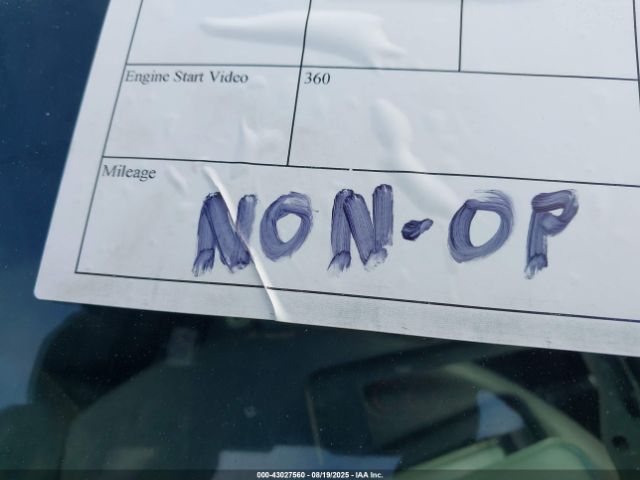 Engine Start Video
360
Mileage
NON-OP
000-43027560 - 08/19/2025 - IAA Inc.